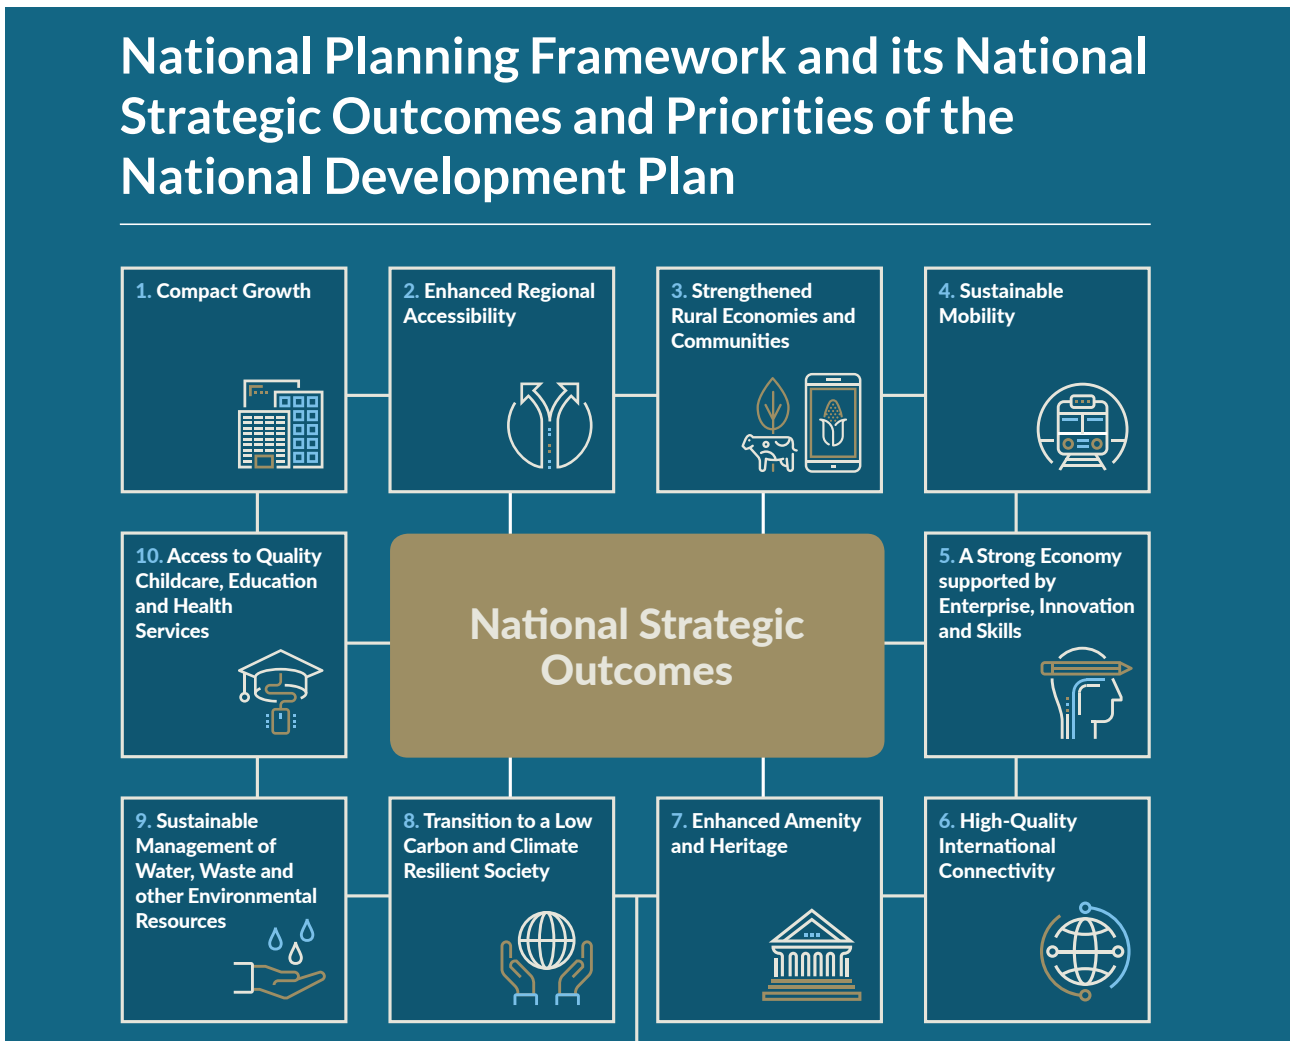 National Planning Framework and its National
Strategic Outcomes and Priorities of the
National Development Plan
1. Compact Growth
2. Enhanced Regional
Accessibility
3. Strengthened
Rural Economies and
Communities
4. Sustainable
Mobility
10. Access to Quality
Childcare, Education
and Health
Services
National Strategic
Outcomes
5. A Strong Economy
supported by
Enterprise, Innovation
and Skills
9. Sustainable
Management of
Water, Waste and
other Environmental
Resources
8. Transition to a Low
Carbon and Climate
Resilient Society
7. Enhanced Amenity
and Heritage
6. High-Quality
International
Connectivity